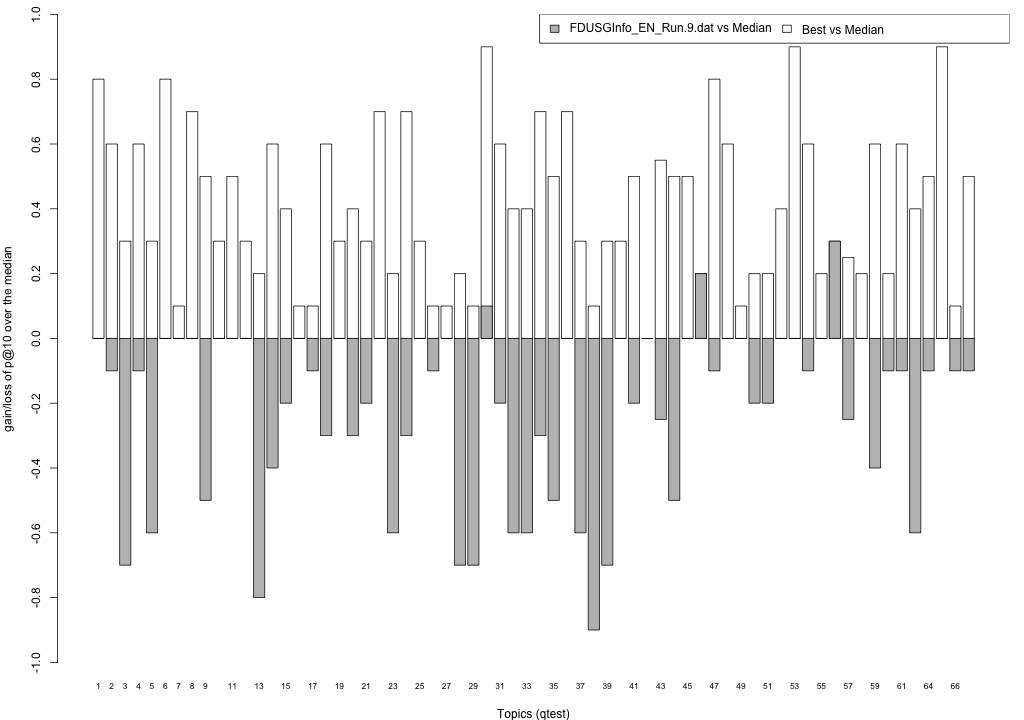 FDUSGInfo_EN_Run.9.dat vs Median Best vs Median
1.0
0.8
0.6
0.4
0.2
0.0
-0.2
-0.4
-0.6
-0.8
-1.0
gain/loss of p@10 over the median
1 2 3 4 5 6 7 8 9 11 13 15 17 19 21 23 25 27 29 31 33 35 37 39 41 43 45 47 49 51 53 55 57 59 61 64 66
Topics (qtest)